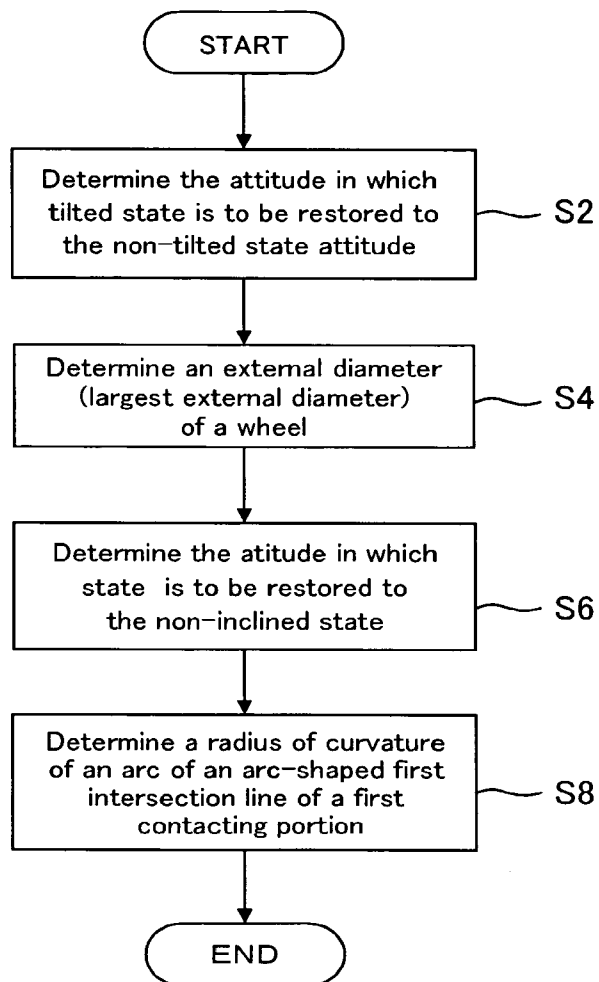 START
Determine the attitude in which
tilted state is to be restored to
the non-tilted state attitude
S2
Determine an external diameter
(largest external diameter)
of a wheel
S4
Determine the atitude in which
state is to be restored to
the non-inclined state
S6
Determine a radius of curvature
of an arc of an arc-shaped first
intersection line of a first
contacting portion
S8
END